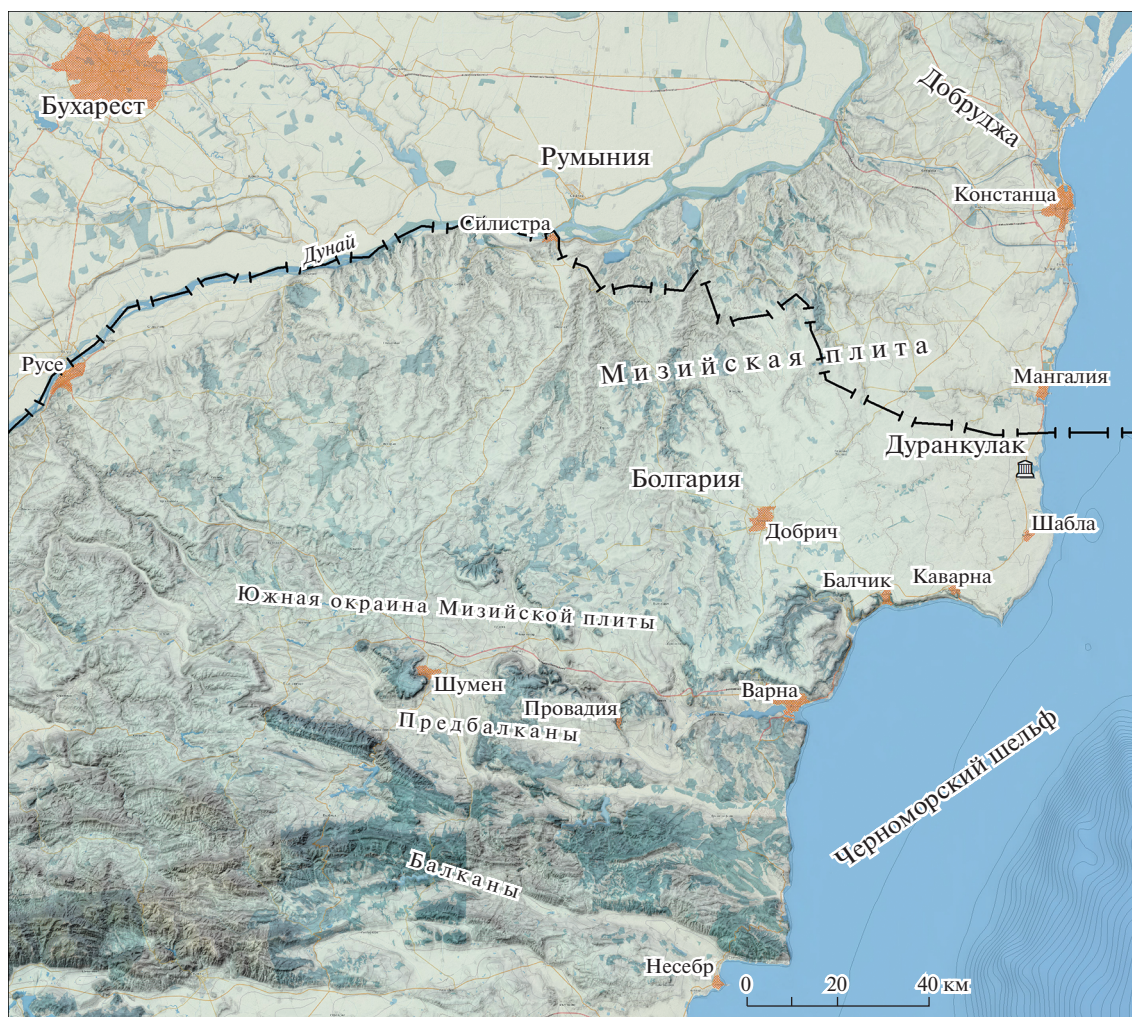 Бухарест
Добруджа
Румыния
Констанца
Силистра
Дунай
Русе
Мизийская плита
Мангалия
Дуранкулак
Болгария
Шабла
Добрич
Балчик
Каварна
Южная окраина Мизийской плиты
Шумен
Варна
Провадия
Предбалканы
Черноморский шельф
Балканы
Несебр
0 20 40 км